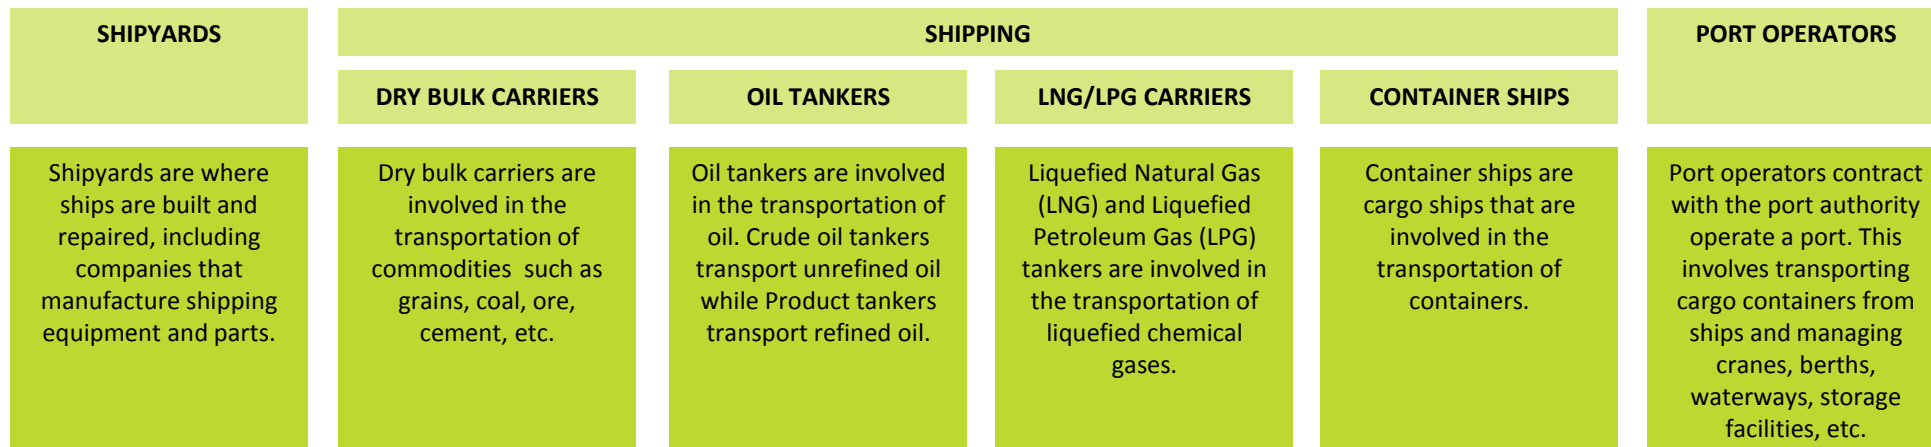 SHIPYARDS
SHIPPING
PORT OPERATORS
DRY BULK CARRIERS
OIL TANKERS
LNG/LPG CARRIERS
CONTAINER SHIPS
Shipyards are where
ships are built and
repaired, including
companies that
manufacture shipping
equipment and parts.
Dry bulk carriers are
involved in the
transportation of
commodities such as
grains, coal, ore,
cement, etc.
Oil tankers are involved
in the transportation of
oil. Crude oil tankers
transport unrefined oil
while Product tankers
transport refined oil.
Liquefied Natural Gas
(LNG) and Liquefied
Petroleum Gas (LPG)
tankers are involved in
the transportation of
liquefied chemical
gases.
Container ships are
cargo ships that are
involved in the
transportation of
containers.
Port operators contract
with the port authority
operate a port. This
involves transporting
cargo containers from
ships and managing
cranes, berths,
waterways, storage
facilities, etc.